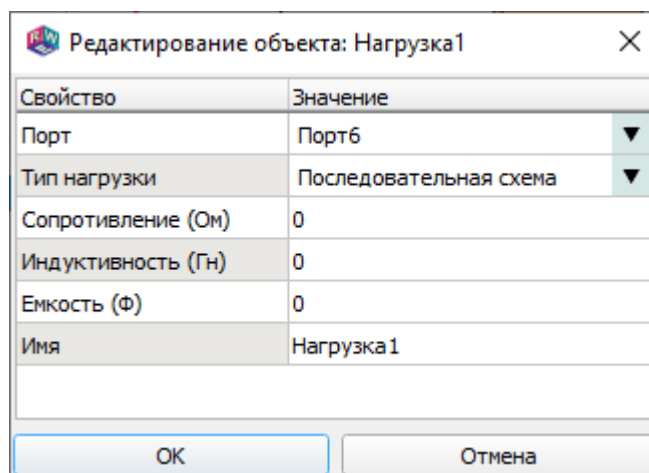 Редактирование объекта: Нагрузка1
Свойство Значение
Порт Порт6
Тип нагрузки Последовательная схема
Сопротивление (Ом) 0
Индуктивность (Гн) 0
Емкость (Ф) 0
Имя Нагрузка1
OK Отмена